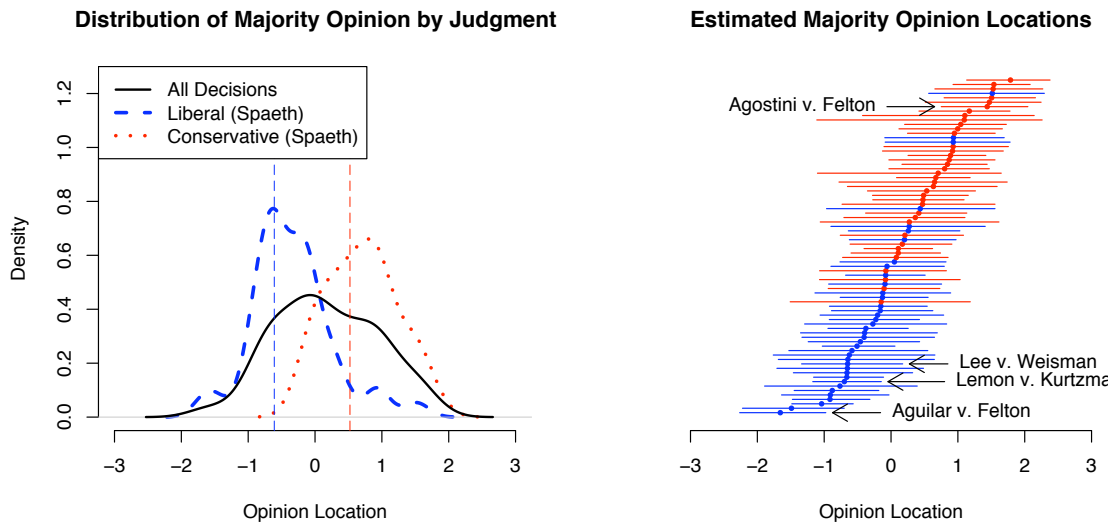 Distribution of Majority Opinion by Judgment
All Decisions
Liberal (Spaeth)
Conservative (Spaeth)
Density
0.0 0.2 0.4 0.6 0.8 1.0 1.2
−3 −2 −1 0 1 2 3
Opinion Location
Estimated Majority Opinion Locations
Agostini v. Felton
Lee v. Weisman
Lemon v. Kurtzma
Aguilar v. Felton
−3 −2 −1 0 1 2 3
Opinion Location